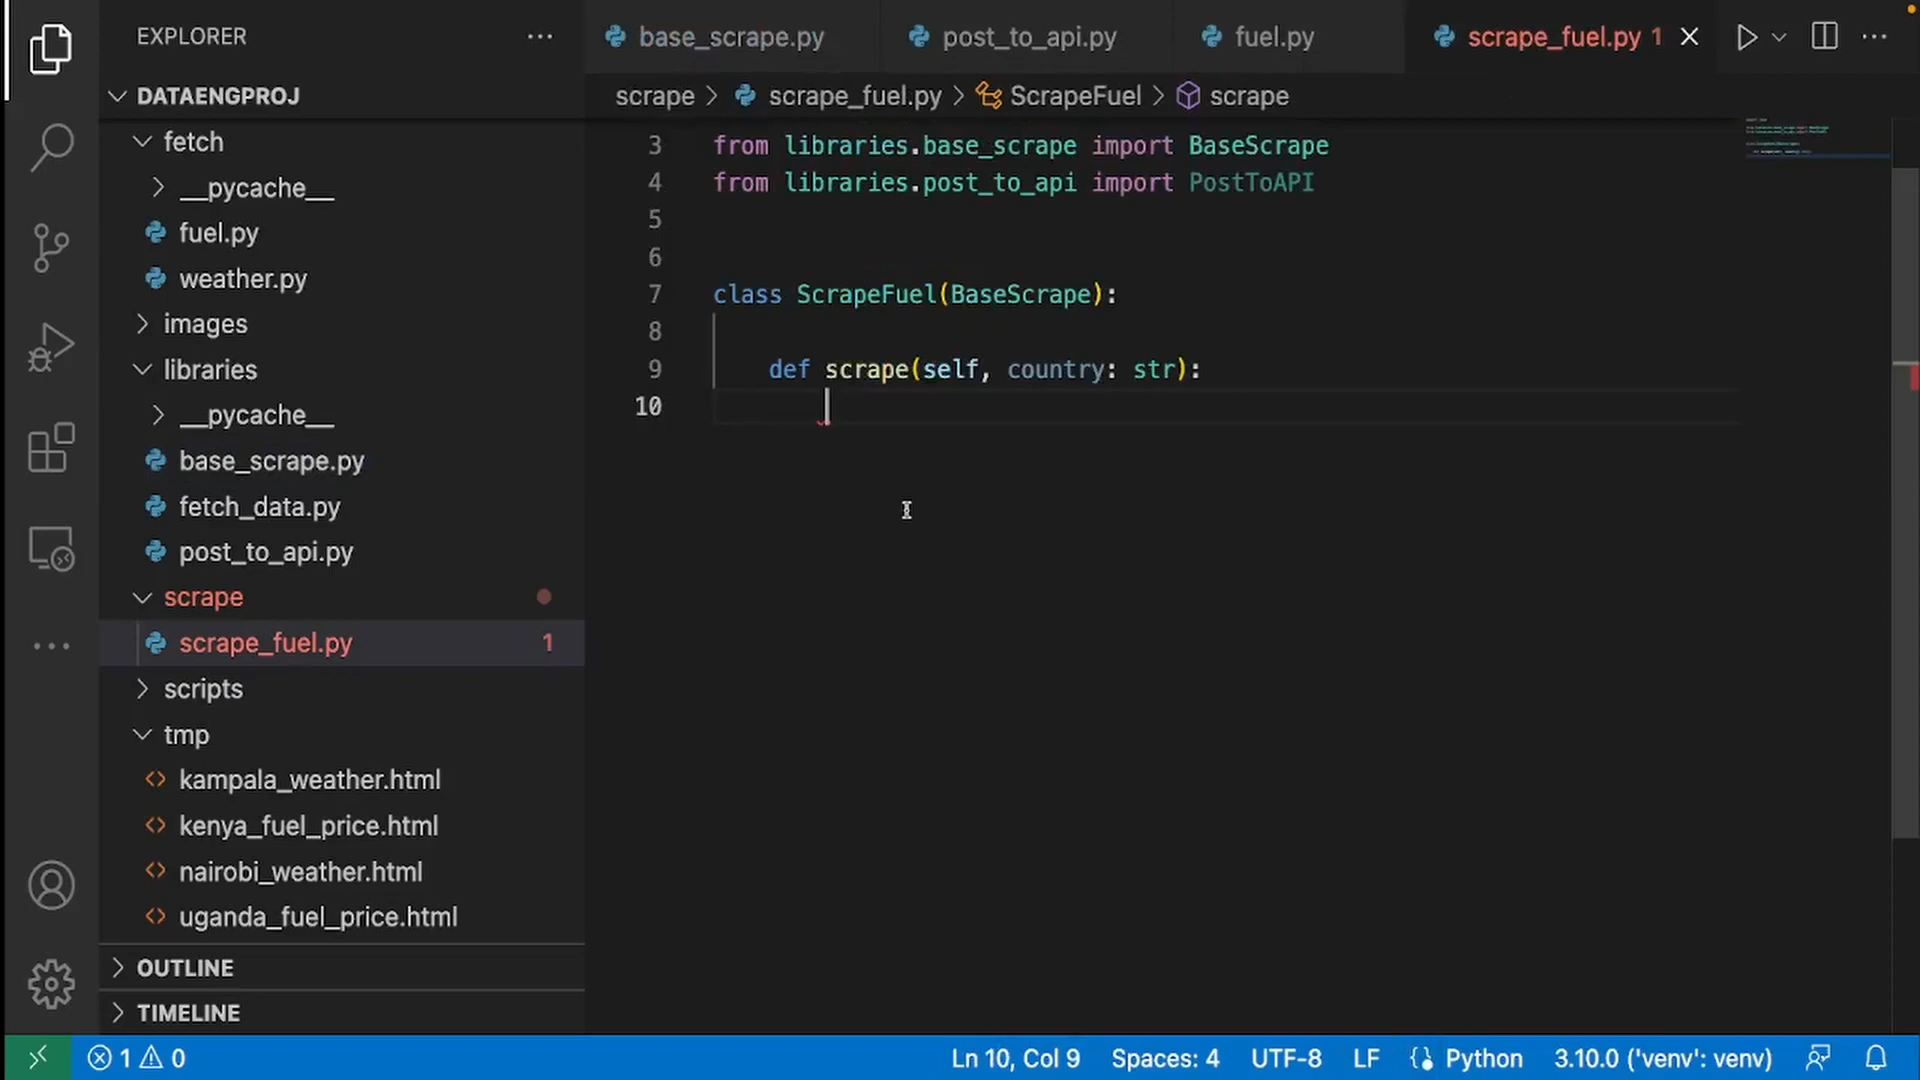 EXPLORER
DATAENGPROJ
fetch
__pycache__
fuel.py
weather.py
images
libraries
__pycache__
base_scrape.py
fetch_data.py
post_to_api.py
scrape
scrape_fuel.py 1
scripts
tmp
kampala_weather.html
kenya_fuel_price.html
nairobi_weather.html
uganda_fuel_price.html
OUTLINE
TIMELINE
base_scrape.py post_to_api.py fuel.py scrape_fuel.py 1
scrape > scrape_fuel.py > ScrapeFuel > scrape
3 from libraries.base_scrape import BaseScrape
4 from libraries.post_to_api import PostToAPI
5
6
7 class ScrapeFuel(BaseScrape):
8
9 def scrape(self, country: str):
10
1 0 Ln 10, Col 9 Spaces: 4 UTF-8 LF Python 3.10.0 ('venv': venv)